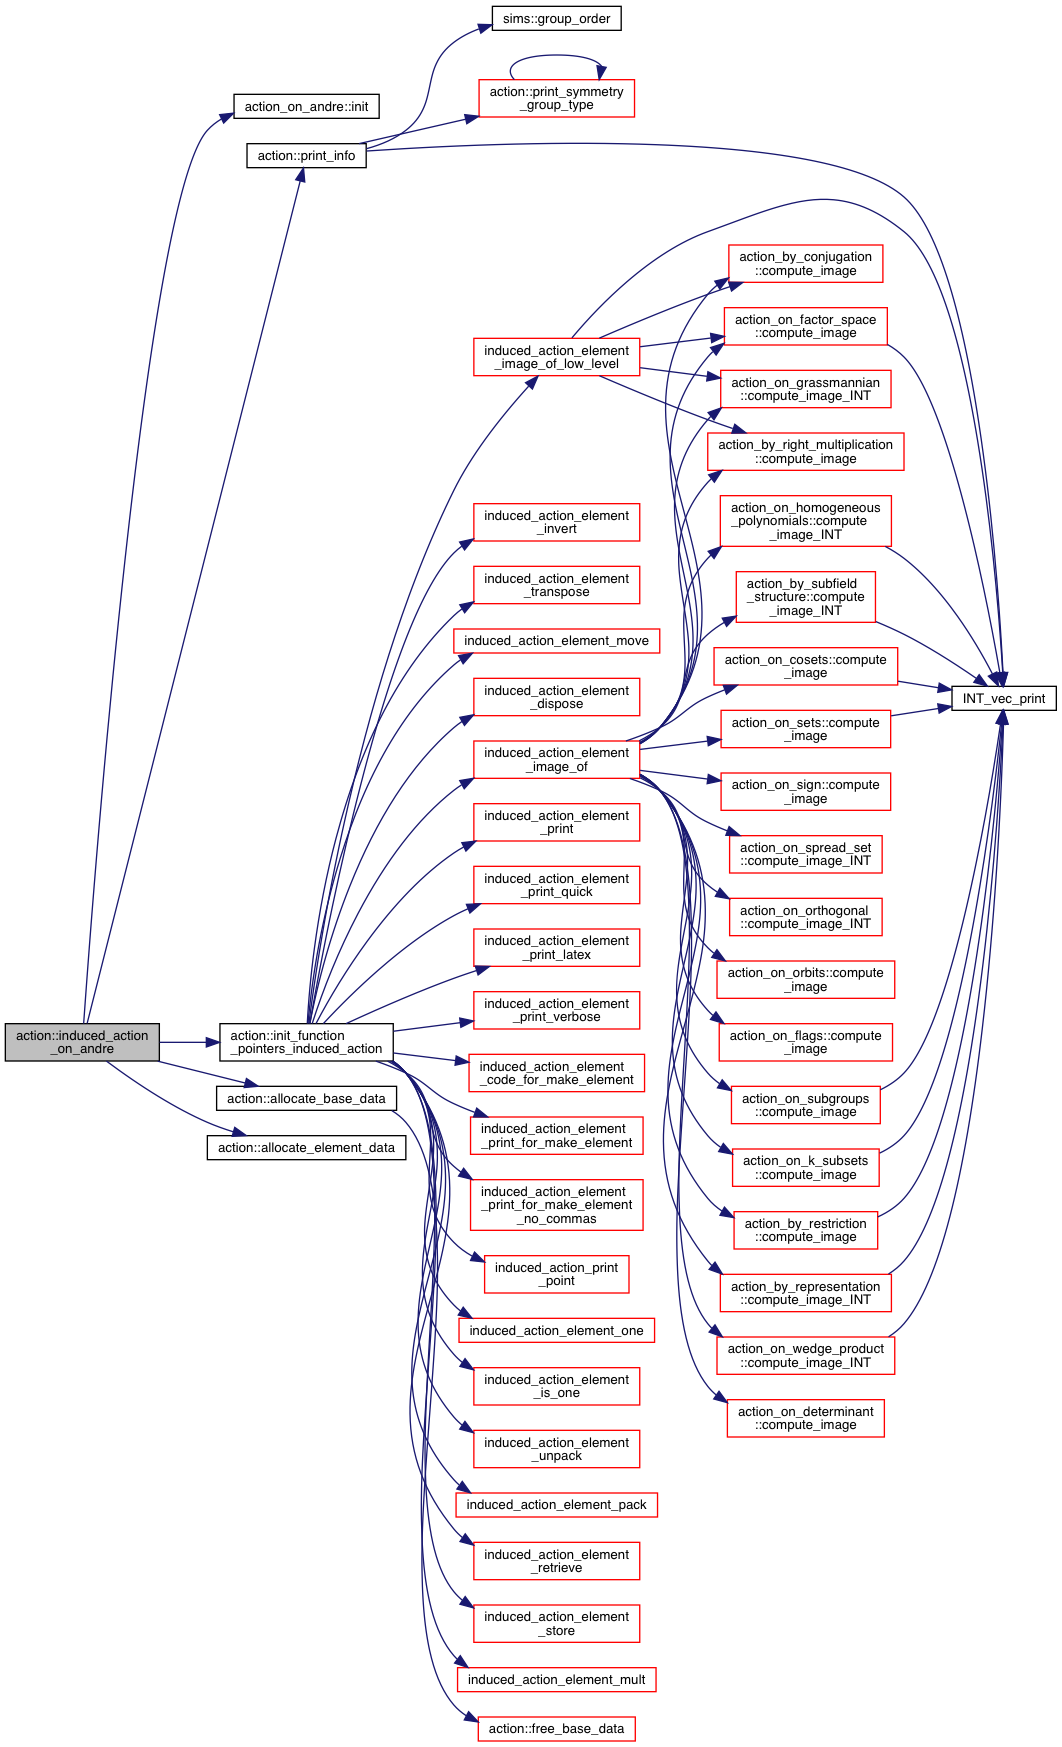 sims::group_order
action::print_symmetry
_group_type
action_on_andre::init
action::print_info
action_by_conjugation
::compute_image
action_on_factor_space
::compute_image
induced_action_element
_image_of_low_level
action_on_grassmannian
::compute_image_INT
action_by_right_multiplication
::compute_image
induced_action_element
_invert
action_on_homogeneous
_polynomials::compute
_image_INT
induced_action_element
_transpose
action_by_subfield
_structure::compute
_image_INT
induced_action_element_move
action_on_cosets::compute
_image
induced_action_element
_dispose
INT_vec_print
action_on_sets::compute
_image
induced_action_element
_image_of
action_on_sign::compute
_image
induced_action_element
_print
action_on_spread_set
::compute_image_INT
induced_action_element
_print_quick
action_on_orthogonal
::compute_image_INT
induced_action_element
_print_latex
action_on_orbits::compute
_image
induced_action_element
_print_verbose
action::induced_action
_on_andre
action::init_function
_pointers_induced_action
action_on_flags::compute
_image
induced_action_element
_code_for_make_element
action::allocate_base_data
action_on_subgroups
::compute_image
induced_action_element
_print_for_make_element
action::allocate_element_data
action_on_k_subsets
::compute_image
induced_action_element
_print_for_make_element
_no_commas
action_by_restriction
::compute_image
induced_action_print
_point
action_by_representation
::compute_image_INT
induced_action_element_one
action_on_wedge_product
::compute_image_INT
induced_action_element
_is_one
action_on_determinant
::compute_image
induced_action_element
_unpack
induced_action_element_pack
induced_action_element
_retrieve
induced_action_element
_store
induced_action_element_mult
action::free_base_data